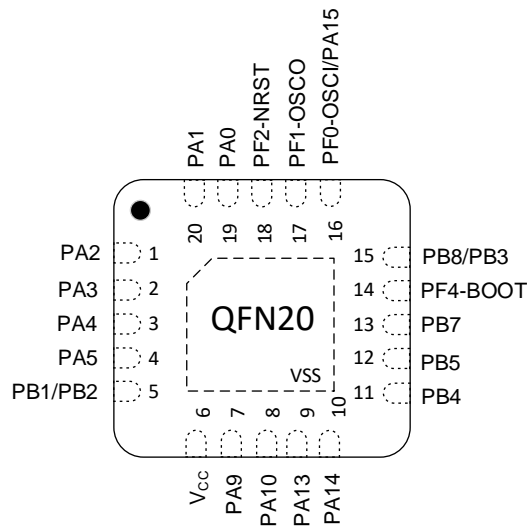 PA1
PA0
PF2-NRST
PF1-OSCO
PF0-OSCI/PA15
20
19
18
17
16
PA2 1
PA3 2
PA4 3
PA5 4
PB1/PB2 5
QFN20
VSS
15 PB8/PB3
14 PF4-BOOT
13 PB7
12 PB5
11 PB4
6
7
8
9
10
VCC
PA9
PA10
PA13
PA14